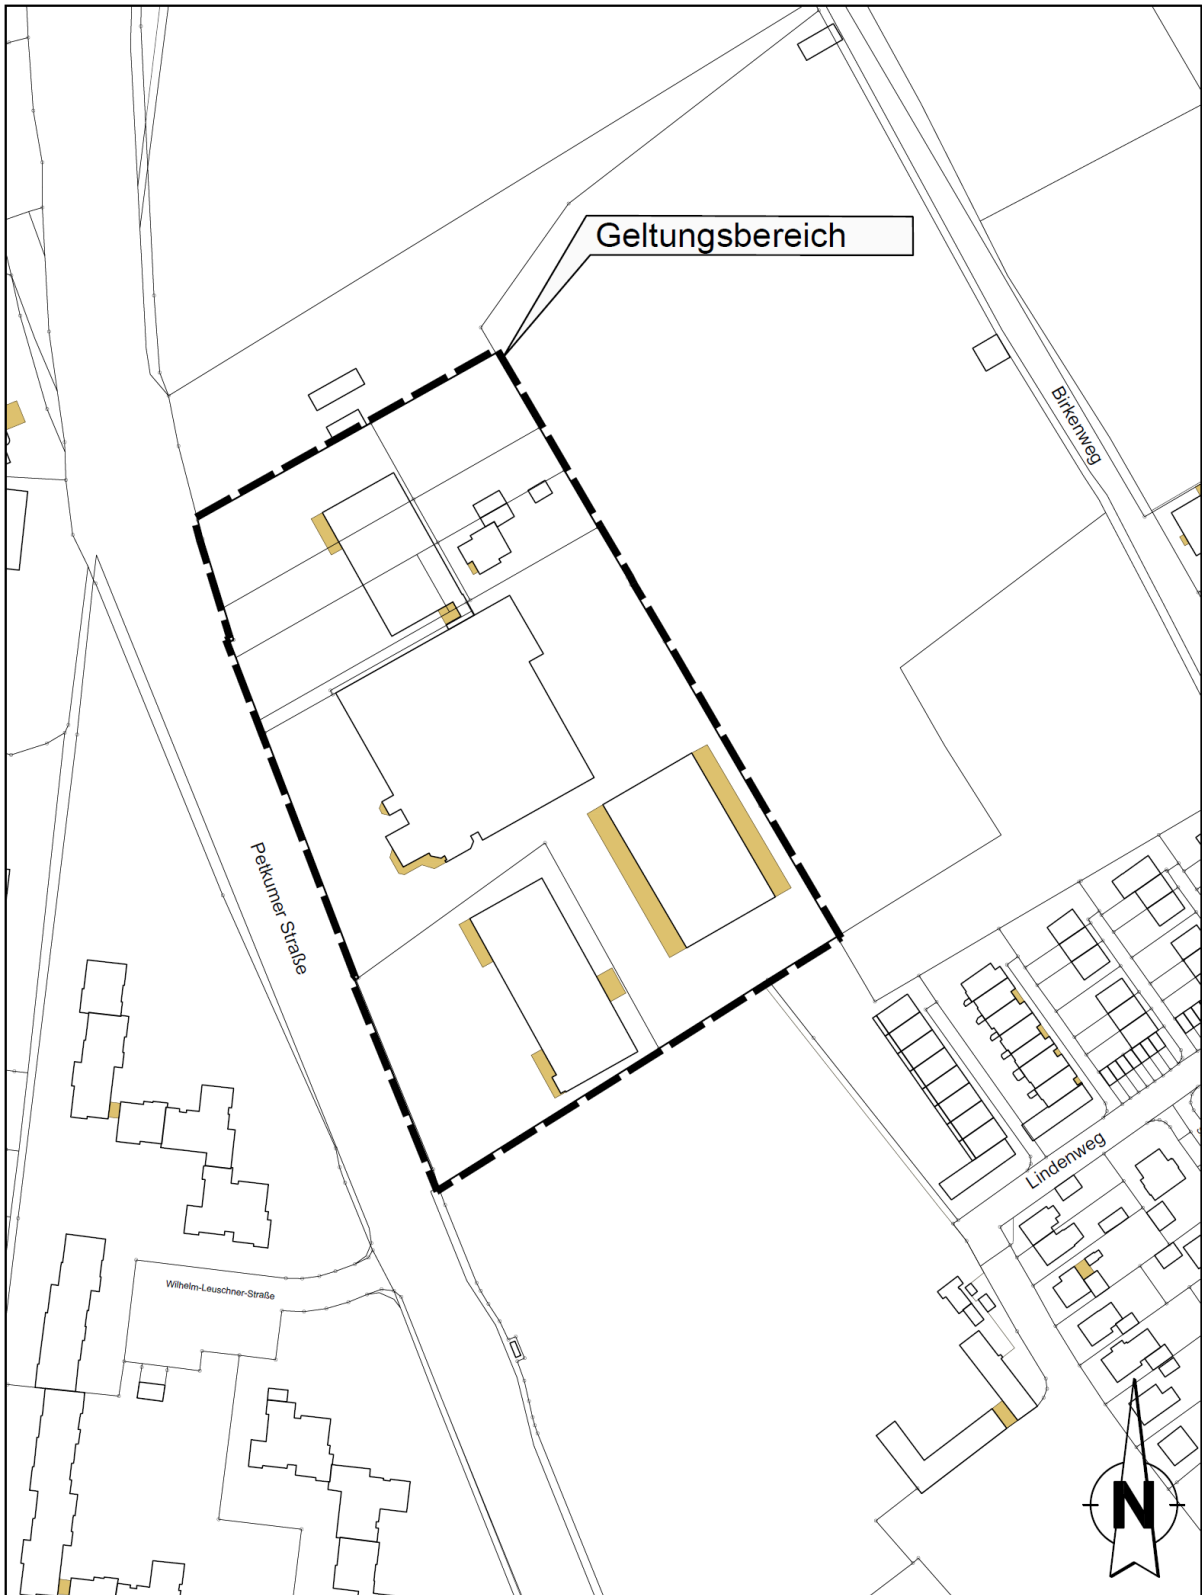 Geltungsbereich
Birkenweg
Petkumer Straße
Lindenweg
Wilhelm-Leuschner-Straße
N